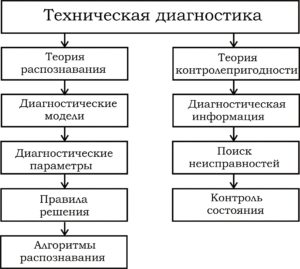 Техническая диагностика
Теория
распознавания
Диагностические
модели
Диагностические
параметры
Правила
решения
Алгоритмы
распознавания
Теория
контролепригодности
Диагностическая
информация
Поиск
неисправностей
Контроль
состояния